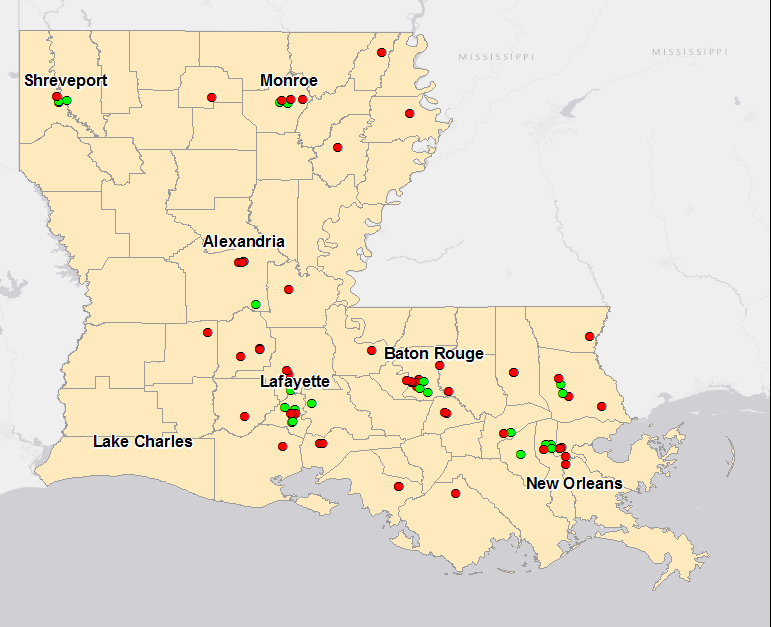 MISSISSIPPI
MISSISSIPPI
Shreveport
Monroe
Alexandria
Baton Rouge
Lafayette
Lake Charles
New Orleans